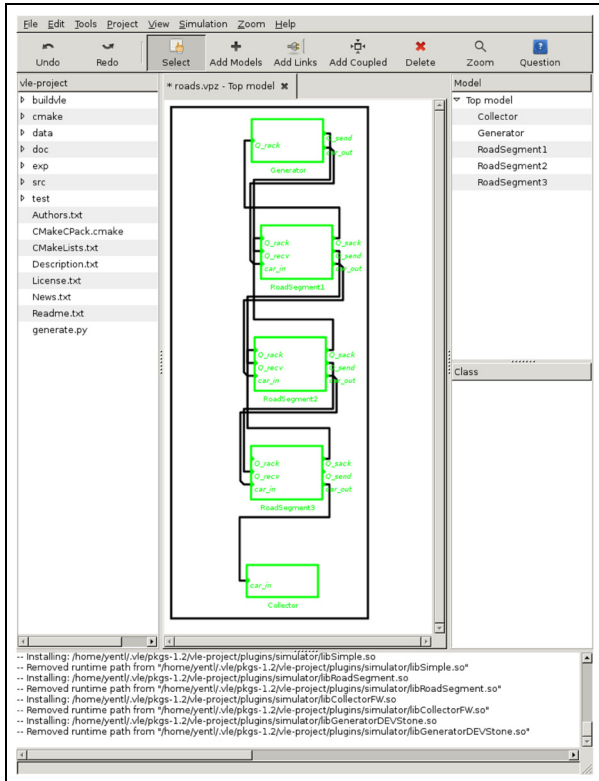 File Edit Tools Project View Simulation Zoom Help
Undo Redo Select Add Models Add Links Add Coupled Delete Zoom Question
vle-project
buildvle
cmake
data
doc
exp
src
test
Authors.txt
CMakeCPack.cmake
CMakeLists.txt
Description.txt
License.txt
News.txt
Readme.txt
generate.py
* roads.vpz - Top model
Q_rack
Q_send
car_out
Generator
Q_rack
Q_recv
car_in
Q_sack
Q_send
car_out
RoadSegment1
Q_rack
Q_recv
car_in
Q_sack
Q_send
car_out
RoadSegment2
Q_rack
Q_recv
car_in
Q_sack
Q_send
car_out
RoadSegment3
car_in
Collector
Model
Top model
Collector
Generator
RoadSegment1
RoadSegment2
RoadSegment3
Class
-- Installing: /home/yentl/.vle/pkgs-1.2/vle-project/plugins/simulator/libSimple.so
-- Removed runtime path from "/home/yentl/.vle/pkgs-1.2/vle-project/plugins/simulator/libSimple.so"
-- Installing: /home/yentl/.vle/pkgs-1.2/vle-project/plugins/simulator/libRoadSegment.so
-- Removed runtime path from "/home/yentl/.vle/pkgs-1.2/vle-project/plugins/simulator/libRoadSegment.so"
-- Installing: /home/yentl/.vle/pkgs-1.2/vle-project/plugins/simulator/libCollectorFW.so
-- Removed runtime path from "/home/yentl/.vle/pkgs-1.2/vle-project/plugins/simulator/libCollectorFW.so"
-- Installing: /home/yentl/.vle/pkgs-1.2/vle-project/plugins/simulator/libGeneratorDEVStone.so
-- Removed runtime path from "/home/yentl/.vle/pkgs-1.2/vle-project/plugins/simulator/libGeneratorDEVStone.so"